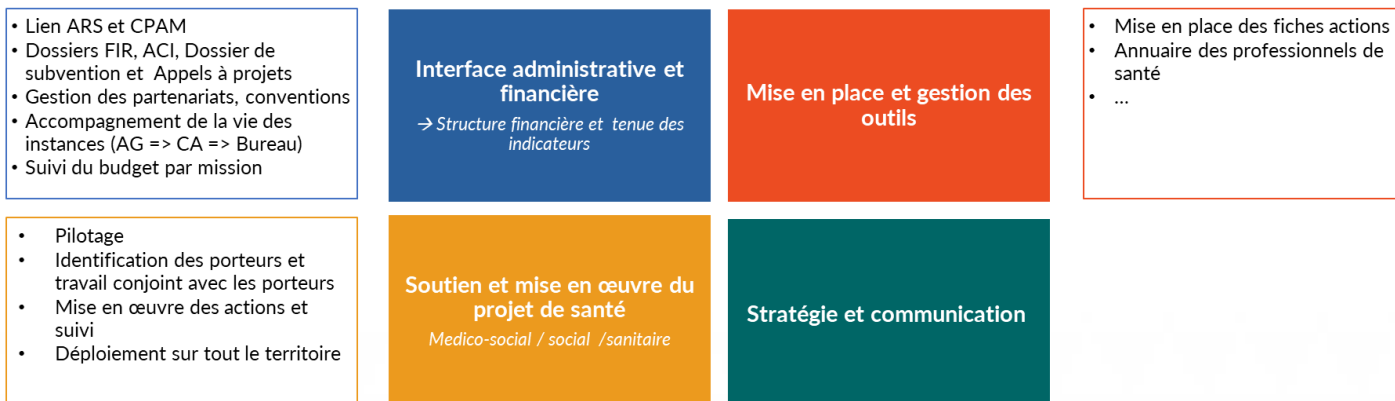 • Lien ARS et CPAM
• Dossiers FIR, ACI, Dossier de
subvention et Appels à projets
• Gestion des partenariats, conventions
• Accompagnement de la vie des
instances (AG => CA => Bureau)
• Suivi du budget par mission
Interface administrative et
financière
→ Structure financière et tenue des
indicateurs
Mise en place et gestion des
outils
• Mise en place des fiches actions
• Annuaire des professionnels de
santé
• ...
• Pilotage
• Identification des porteurs et
travail conjoint avec les porteurs
• Mise en œuvre des actions et
suivi
• Déploiement sur tout le territoire
Soutien et mise en œuvre du
projet de santé
Medico-social / social /sanitaire
Stratégie et communication